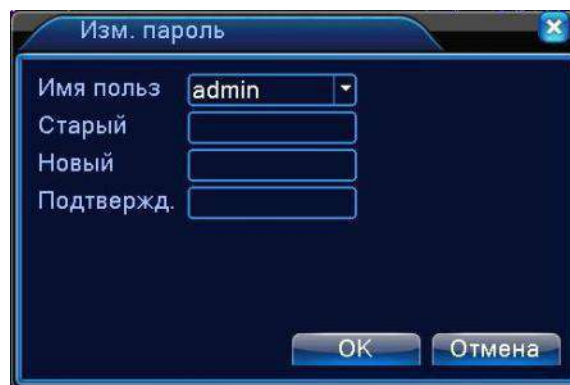 Изм. пароль
Имя польз admin
Старый
Новый
Подтвержд.
OK Отмена